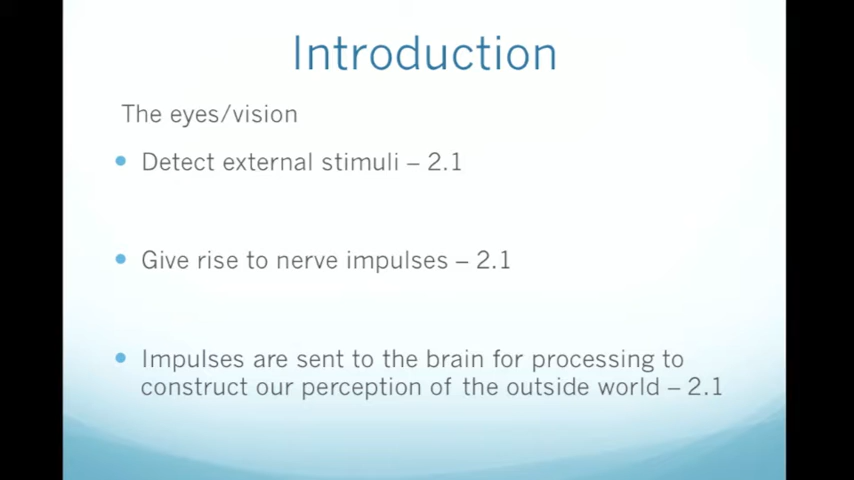 Introduction
The eyes/vision
• Detect external stimuli – 2.1
• Give rise to nerve impulses – 2.1
• Impulses are sent to the brain for processing to
construct our perception of the outside world – 2.1